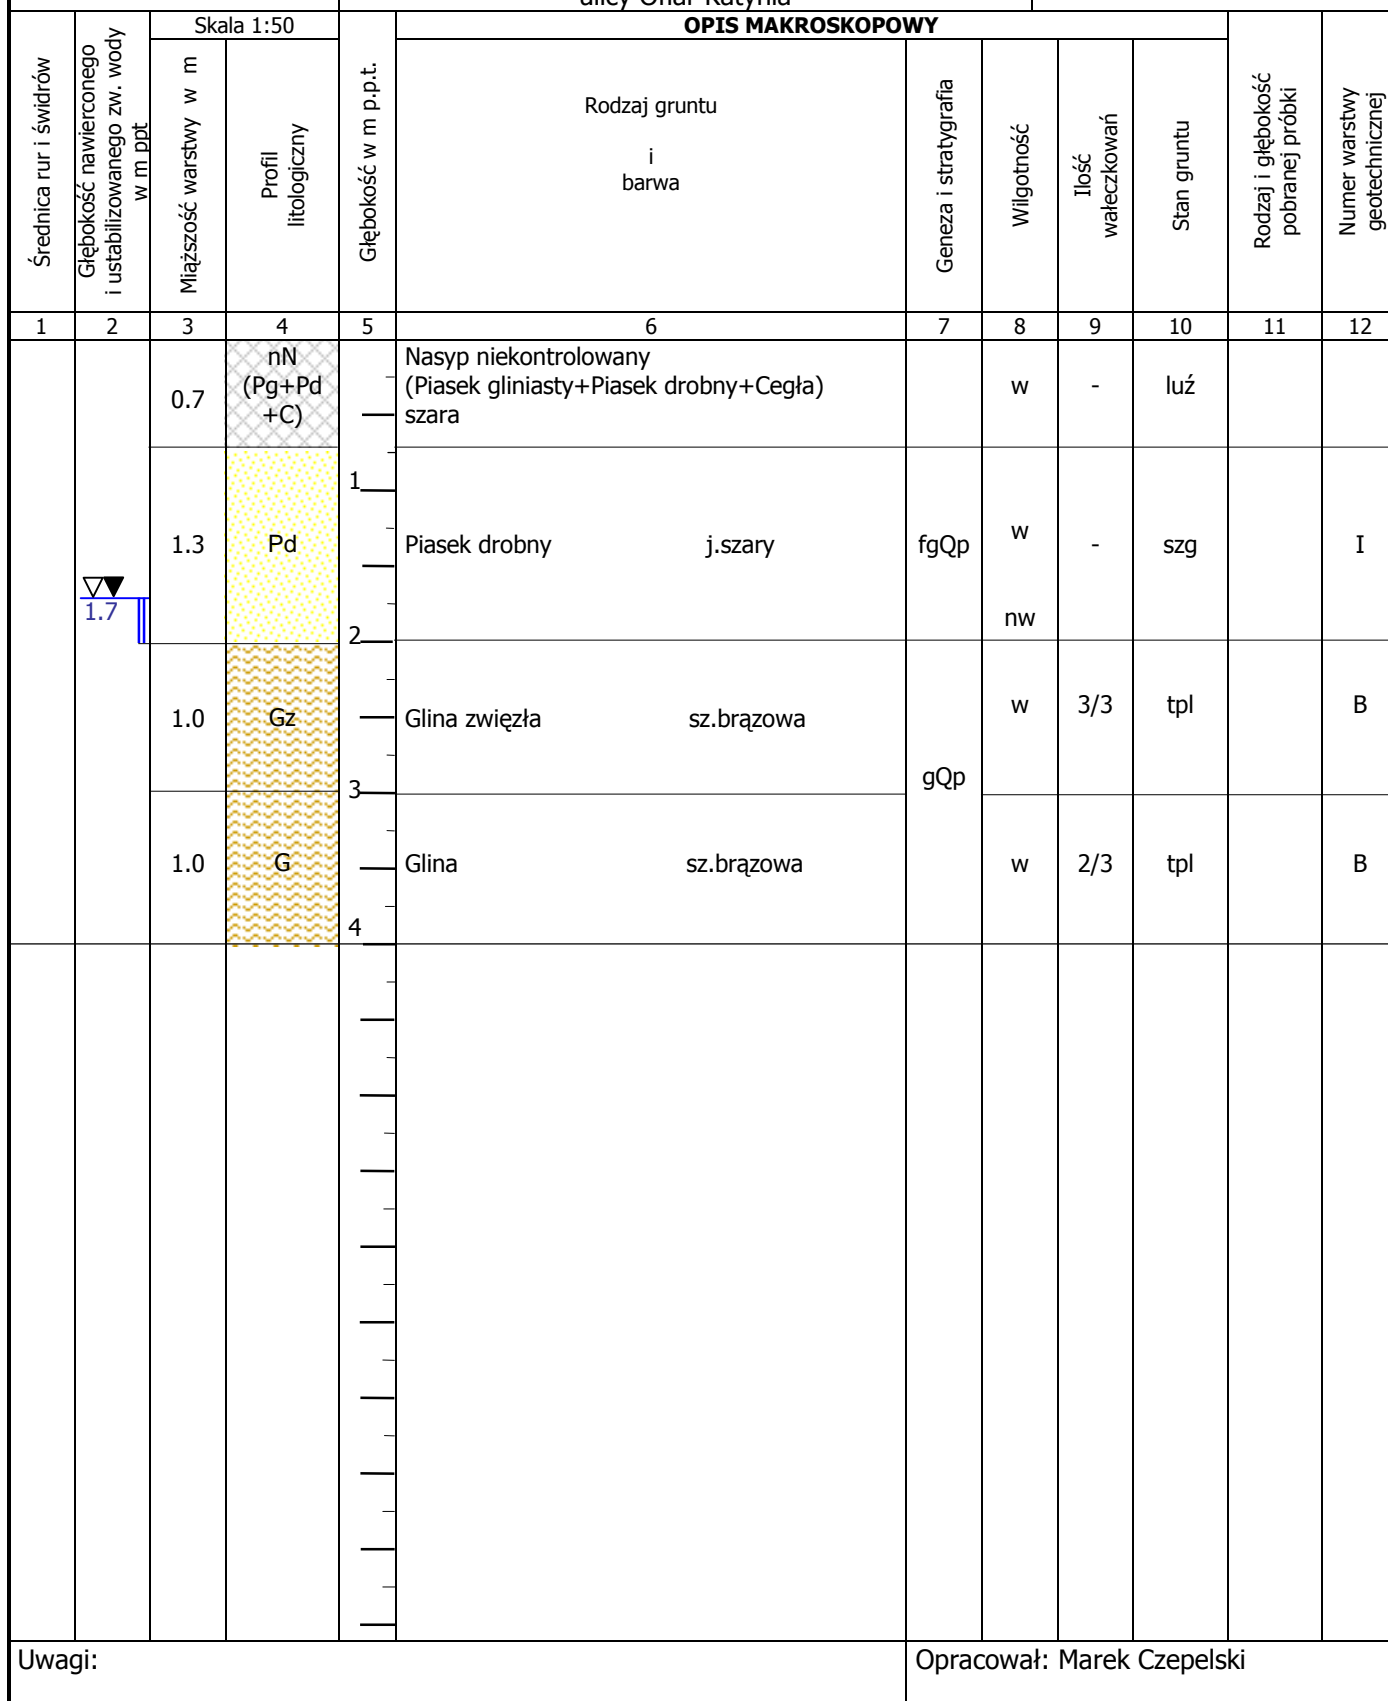 Skala 1:50
OPIS MAKROSKOPOWY
Średnica rur i świdrów
Głębokość nawierconego
i ustabilizowanego zw. wody
w m ppt
Miąższość warstwy w m
Profil
litologiczny
Głębokość w m p.p.t.
Rodzaj gruntu
i
barwa
Geneza i stratygrafia
Wilgotność
Ilość
wałeczkowań
Stan gruntu
Rodzaj i głębokość
pobranej próbki
Numer warstwy
geotechnicznej
1 2 3 4 5 6 7 8 9 10 11 12
0.7
nN
(Pg+Pd
+C)
Nasyp niekontrolowany
(Piasek gliniasty+Piasek drobny+Cegła)
szara
w - luź
1
1.3 Pd Piasek drobny j.szary fgQp w - szg I
1.7
nw
2
1.0 Gz Glina zwięzła sz.brązowa w 3/3 tpl B
gQp
3
1.0 G Glina sz.brązowa w 2/3 tpl B
4
Uwagi:
Opracował: Marek Czepelski